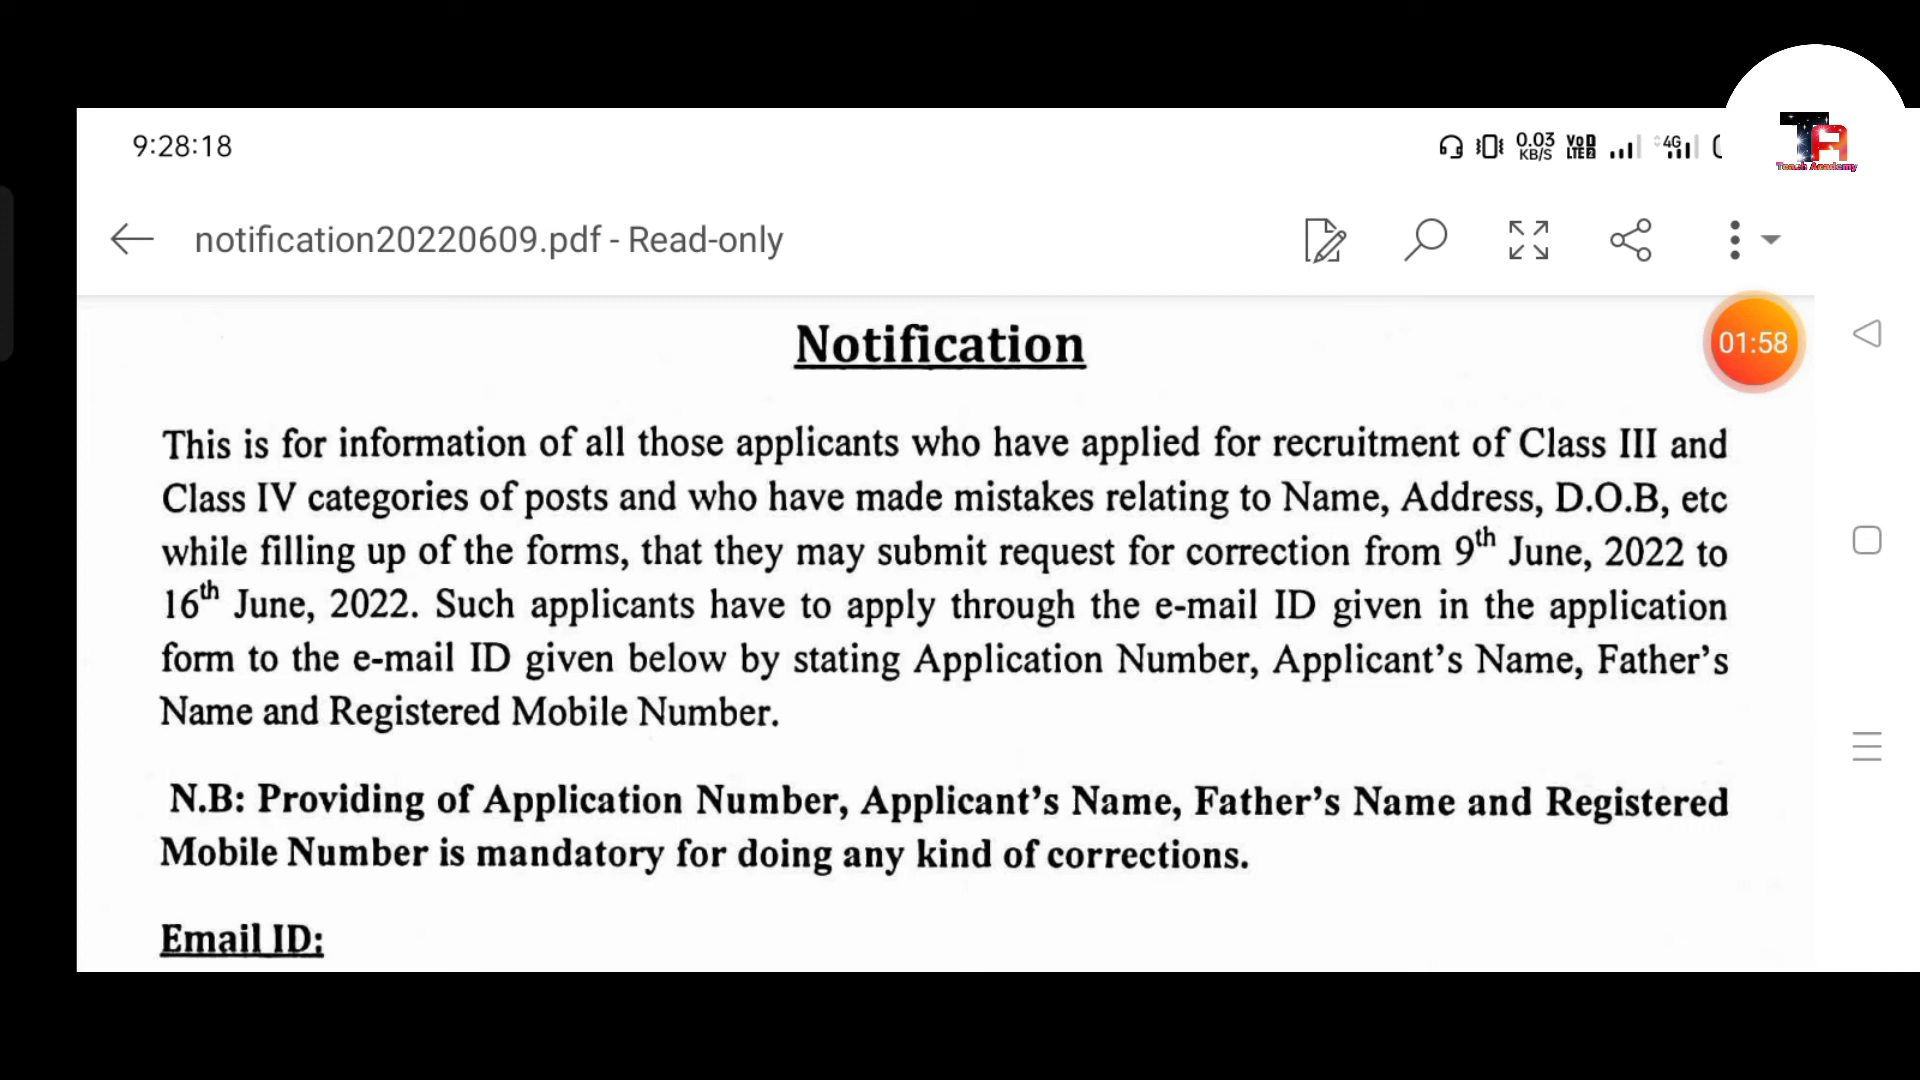 9:28:18
0.03
KB/S
VoD
LTE2
4G
TA
Teach Academy
notification20220609.pdf - Read-only
Notification
01:58
This is for information of all those applicants who have applied for recruitment of Class III and
Class IV categories of posts and who have made mistakes relating to Name, Address, D.O.B, etc
while filling up of the forms, that they may submit request for correction from 9th June, 2022 to
16th June, 2022. Such applicants have to apply through the e-mail ID given in the application
form to the e-mail ID given below by stating Application Number, Applicant's Name, Father's
Name and Registered Mobile Number.
N.B: Providing of Application Number, Applicant's Name, Father's Name and Registered
Mobile Number is mandatory for doing any kind of corrections.
Email ID: